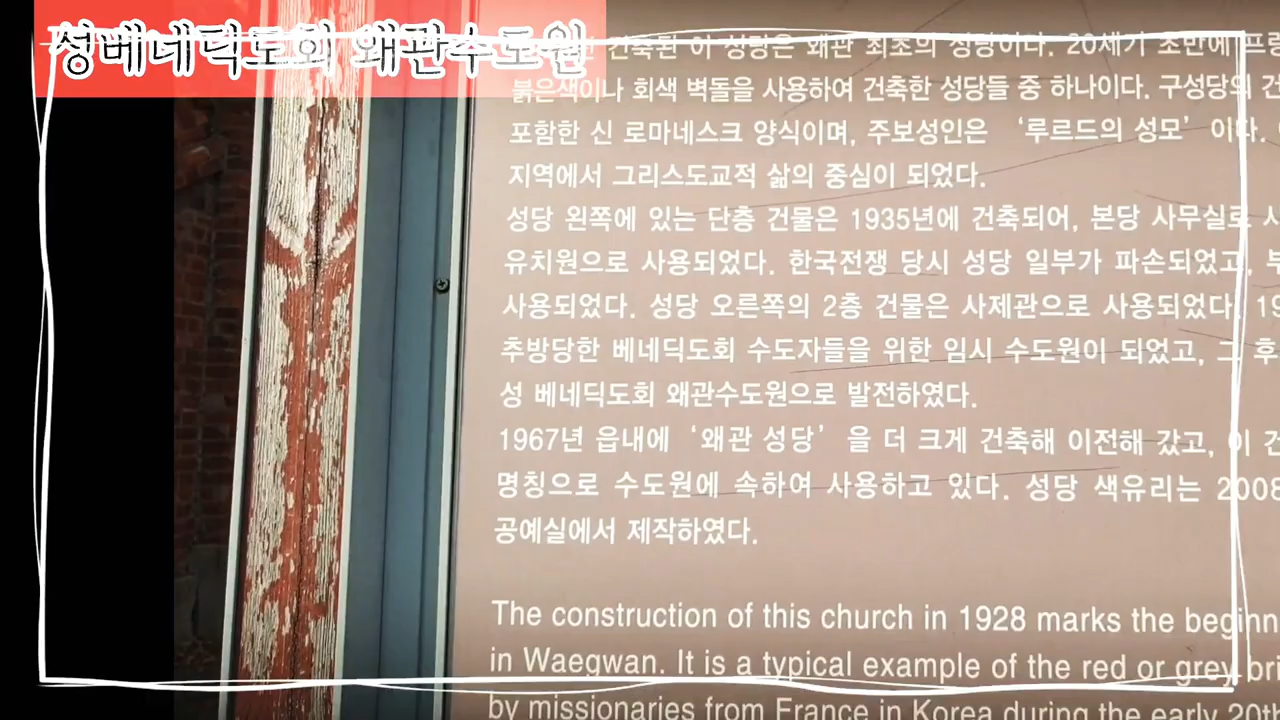 성베네딕도회 왜관수도원
건축된 이 성당은 왜관 최초의 성당이다. 20세기 초반에 프랑
붉은색이나 회색 벽돌을 사용하여 건축한 성당들 중 하나이다. 구성당의 건
포함한 신 로마네스크 양식이며, 주보성인은 ‘루르드의 성모’ 이다.
지역에서 그리스도교적 삶의 중심이 되었다.
성당 왼쪽에 있는 단층 건물은 1935년에 건축되어, 본당 사무실로 사
유치원으로 사용되었다. 한국전쟁 당시 성당 일부가 파손되었고, 부
사용되었다. 성당 오른쪽의 2층 건물은 사제관으로 사용되었다. 19
추방당한 베네딕도회 수도자들을 위한 임시 수도원이 되었고, 그 후
성 베네딕도회 왜관수도원으로 발전하였다.
1967년 읍내에 ‘왜관 성당’ 을 더 크게 건축해 이전해 갔고, 이 건
명칭으로 수도원에 속하여 사용하고 있다. 성당 색유리는 2008
공예실에서 제작하였다.
The construction of this church in 1928 marks the beginn
in Waegwan. It is a typical example of the red or grey bri
by missionaries from France in Korea during the early 20th